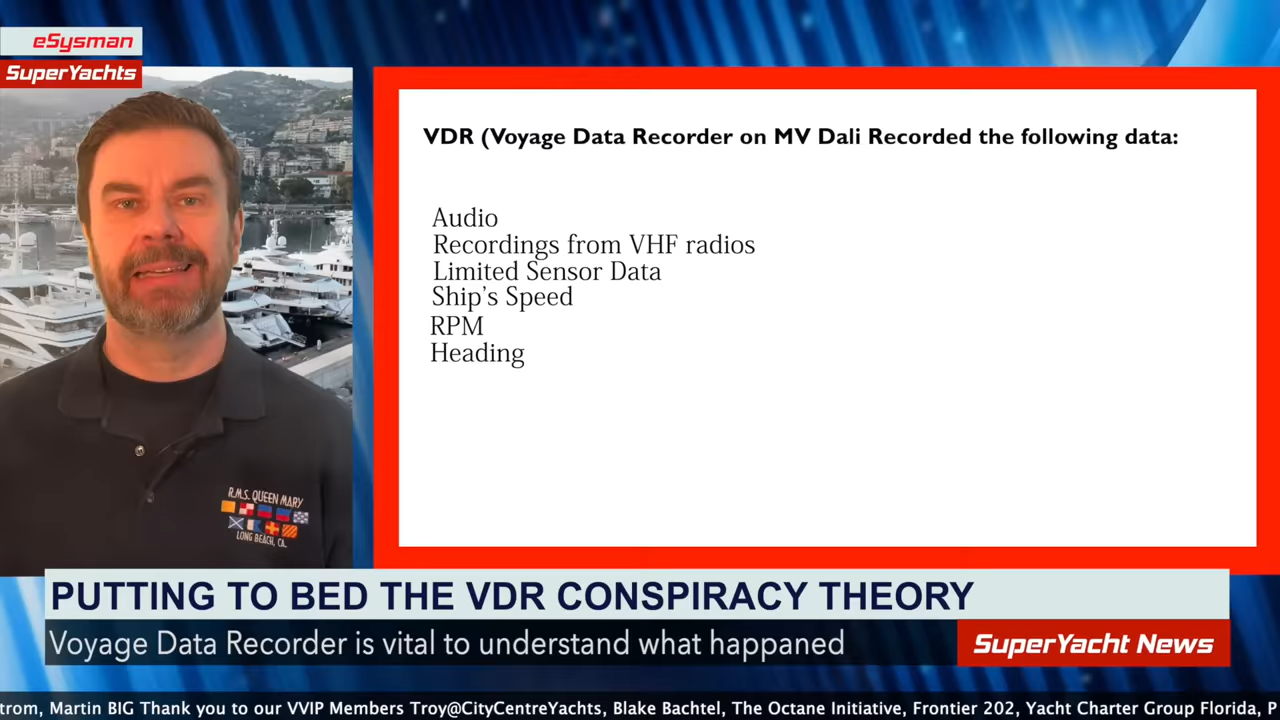 eSysman
SuperYachts
VDR (Voyage Data Recorder on MV Dali Recorded the following data:
Audio
Recordings from VHF radios
Limited Sensor Data
Ship's Speed
RPM
Heading
R.M.S. QUEEN MARY
LONG BEACH, CA.
PUTTING TO BED THE VDR CONSPIRACY THEORY
Voyage Data Recorder is vital to understand what happaned
SuperYacht News
trom, Martin BIG Thank you to our VVIP Members Troy@CityCentreYachts, Blake Bachtel, The Octane Initiative, Frontier 202, Yacht Charter Group Florida, P